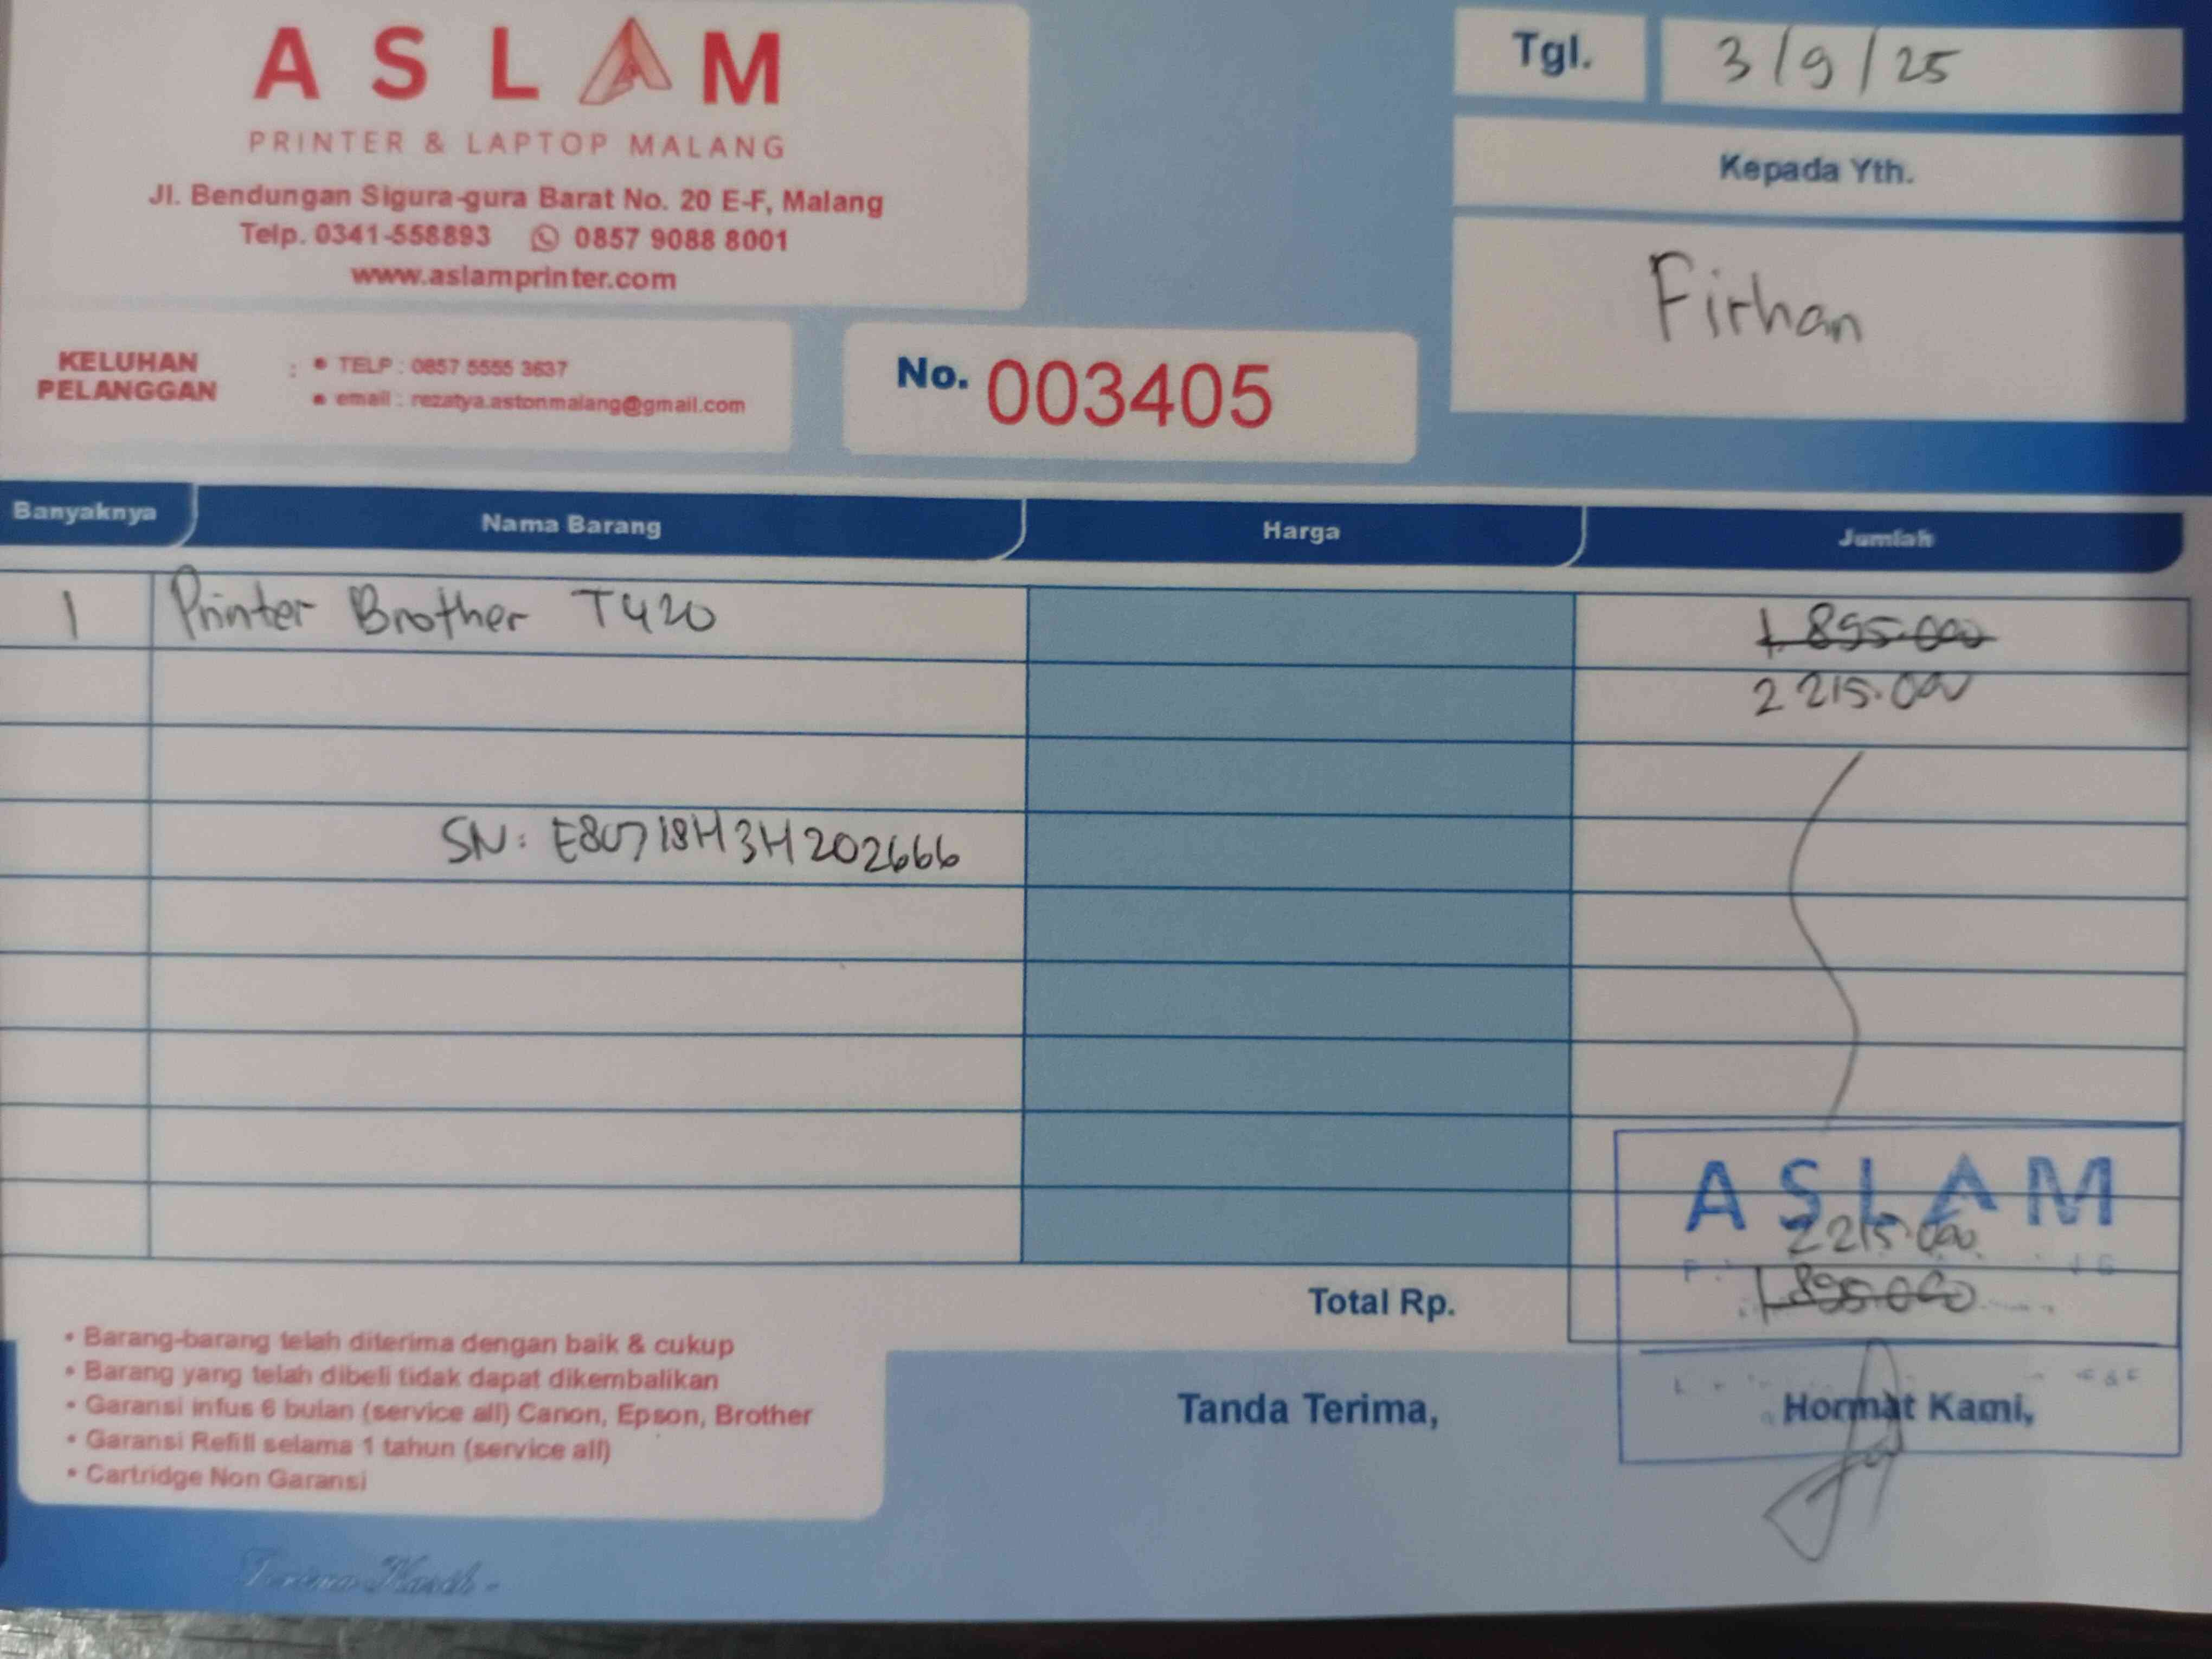 ASLAM
PRINTER & LAPTOP MALANG
Jl. Bendungan Sigura-gura Barat No. 20 E-F, Malang
Telp. 0341-558893 0857 9088 8001
www.aslamprinter.com
Tgl. 3/9/25
Kepada Yth.
Firhan
KELUHAN PELANGGAN : • TELP : 0857 5555 3637
• email : rezatya.astonmalang@gmail.com
No. 003405
Banyaknya Nama Barang Harga Jumlah
1 Printer Brother T420 1.895.000
2 215.000
SN: E80718H3H202666
ASLAM
2 215.000
Total Rp. 1.895.000
• Barang-barang telah diterima dengan baik & cukup
• Barang yang telah dibeli tidak dapat dikembalikan
• Garansi infus 6 bulan (service all) Canon, Epson, Brother
• Garansi Refill selama 1 tahun (service all)
• Cartridge Non Garansi
Tanda Terima, Hormat Kami,
Terima Kasih